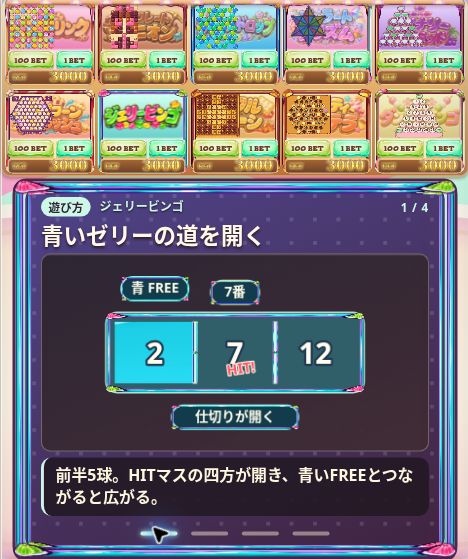 100 BET 1 BET 100 BET 1 BET 100 BET 1 BET 100 BET 1 BET 100 BET 1 BET
3000 3000 3000 3000 3000
ジェリービンゴ
100 BET 1 BET 100 BET 1 BET 100 BET 1 BET 100 BET 1 BET 100 BET 1 BET
3000 3000 3000 3000 3000
遊び方 ジェリービンゴ 1 / 4
青いゼリーの道を開く
青 FREE 7番
2 7 12
HIT!
仕切りが開く
前半5球。HITマスの四方が開き、青いFREEとつな
がると広がる。